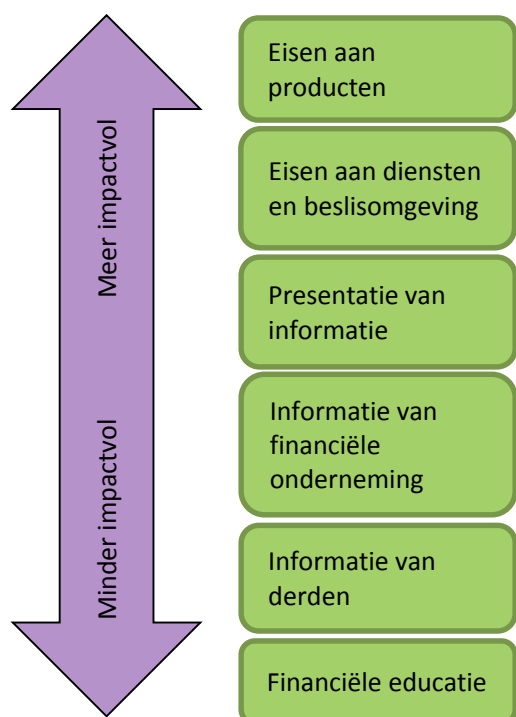 Meer impactvol
Minder impactvol
Eisen aan
producten
Eisen aan diensten
en beslisomgeving
Presentatie van
informatie
Informatie van
financiële
onderneming
Informatie van
derden
Financiële educatie